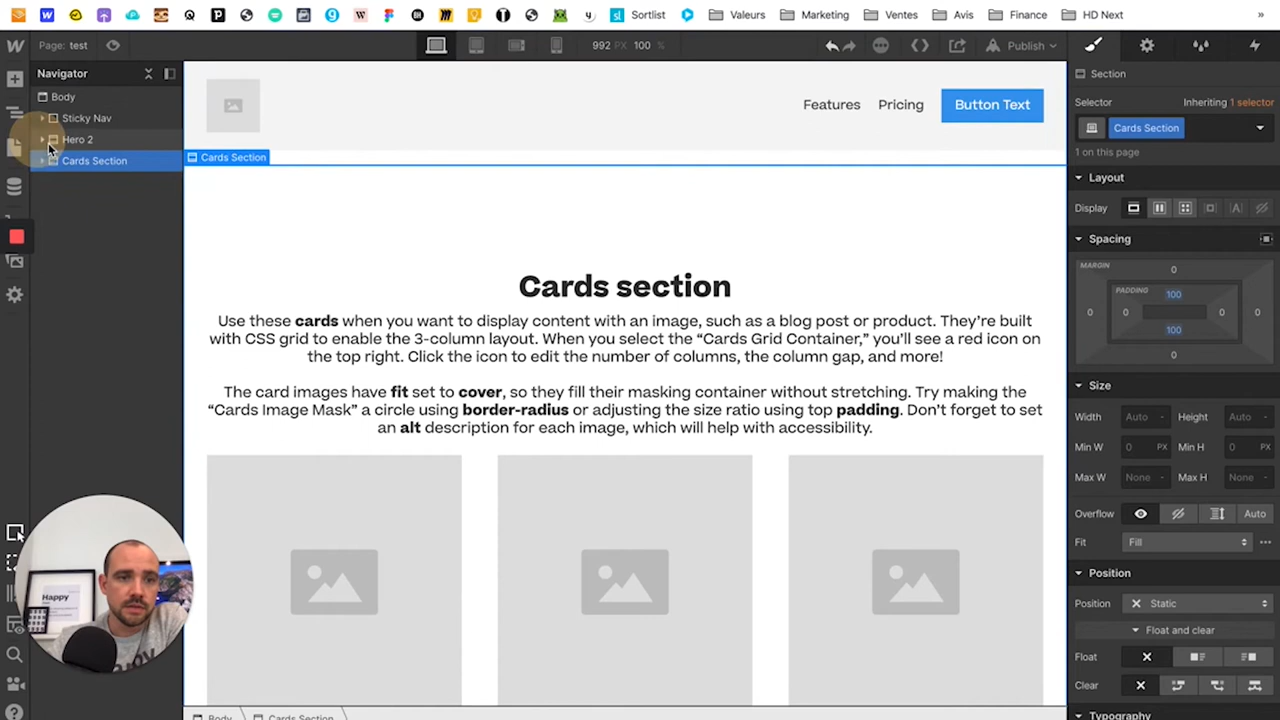 Sortlist
Valeurs
Marketing
Ventes
Avis
Finance
HD Next
»
Page: test
992 PX 100 %
Publish
Navigator
Body
Sticky Nav
Hero 2
Cards Section
Features
Pricing
Button Text
Cards Section
Cards section
Use these cards when you want to display content with an image, such as a blog post or product. They're built
with CSS grid to enable the 3-column layout. When you select the “Cards Grid Container,” you'll see a red icon on
the top right. Click the icon to edit the number of columns, the column gap, and more!
The card images have fit set to cover, so they fill their masking container without stretching. Try making the
“Cards Image Mask” a circle using border-radius or adjusting the size ratio using top padding. Don't forget to set
an alt description for each image, which will help with accessibility.
Body
Cards Section
Happy
Section
Selector
Inheriting 1 selector
Cards Section
1 on this page
Layout
Display
Spacing
MARGIN
0
PADDING
100
0 0 0 0
100
0
Size
Width Auto - Height Auto -
Min W 0 PX Min H 0 PX
Max W None - Max H None -
Overflow Auto
Fit Fill
Position
Position Static
Float and clear
Float
Clear
Typography